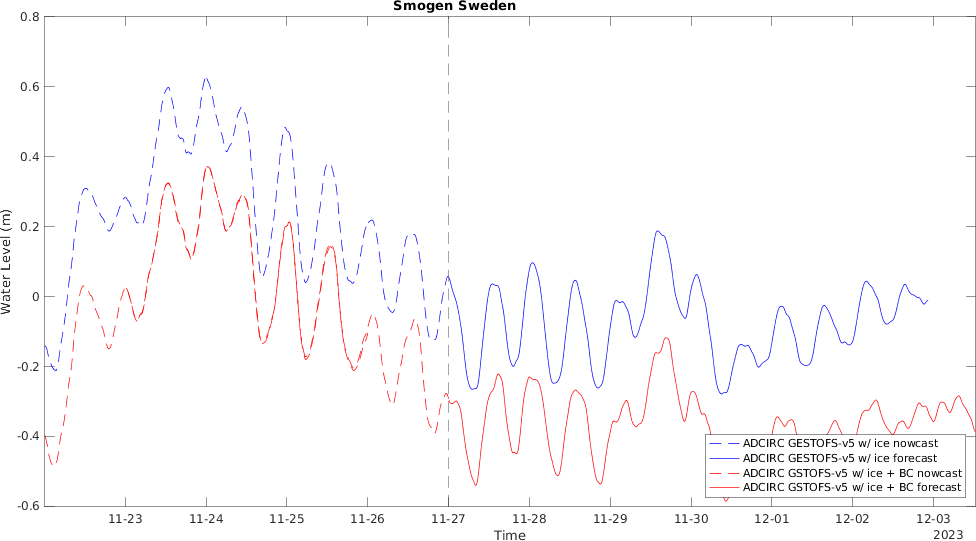 Smogen Sweden
0.8
0.6
0.4
0.2
0
-0.2
-0.4
-0.6
Water Level (m)
11-23 11-24 11-25 11-26 11-27 11-28 11-29 11-30 12-01 12-02 12-03
Time
2023
ADCIRC GESTOFS-v5 w/ ice nowcast
ADCIRC GESTOFS-v5 w/ ice forecast
ADCIRC GSTOFS-v5 w/ ice + BC nowcast
ADCIRC GSTOFS-v5 w/ ice + BC forecast